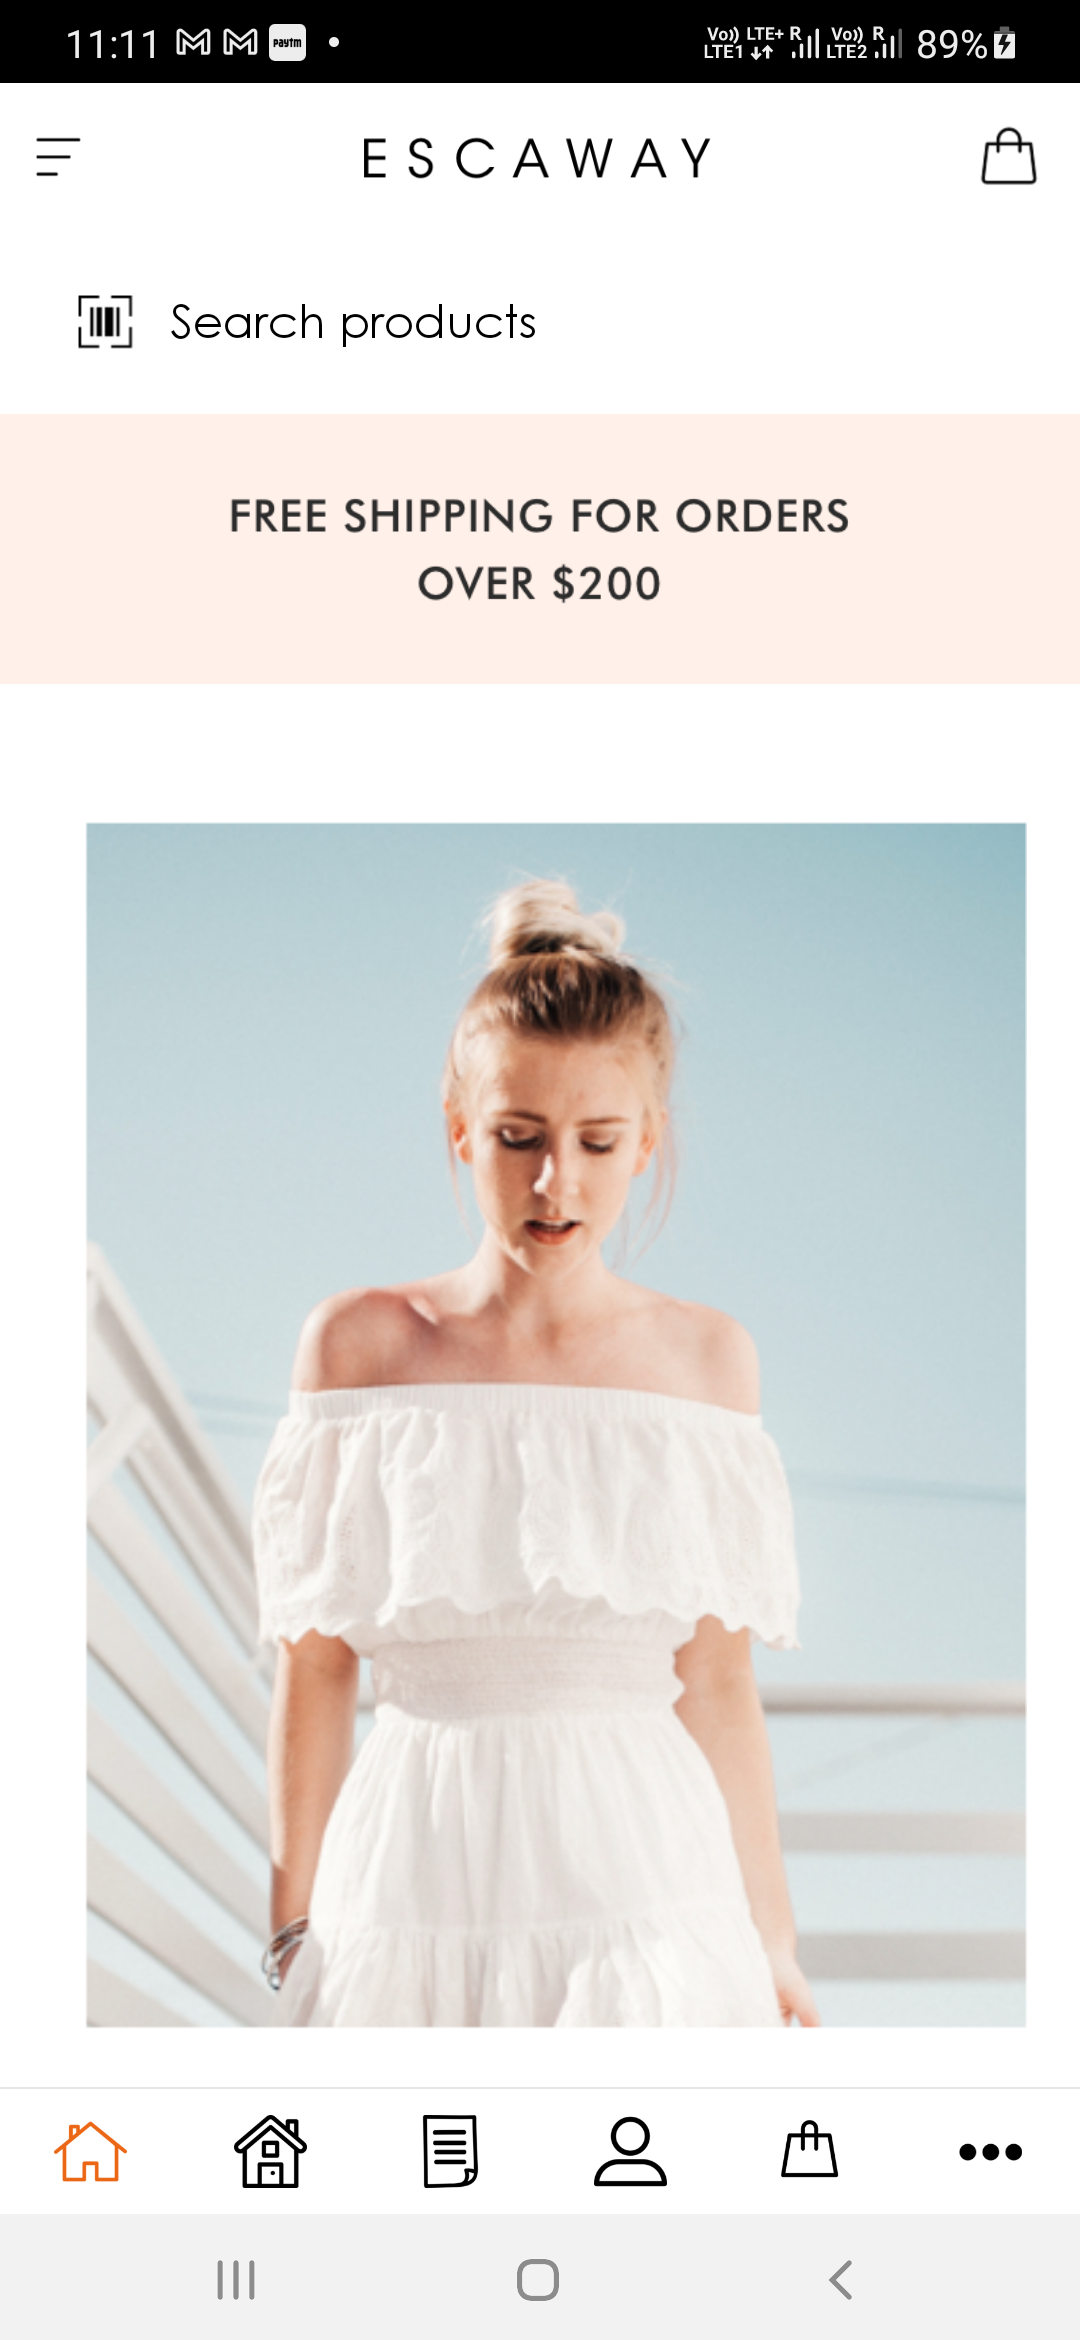 11:11 paytm Vo)) LTE+ R Vo)) R 89%
LTE1 LTE2
ESCAWAY
Search products
FREE SHIPPING FOR ORDERS
OVER $200